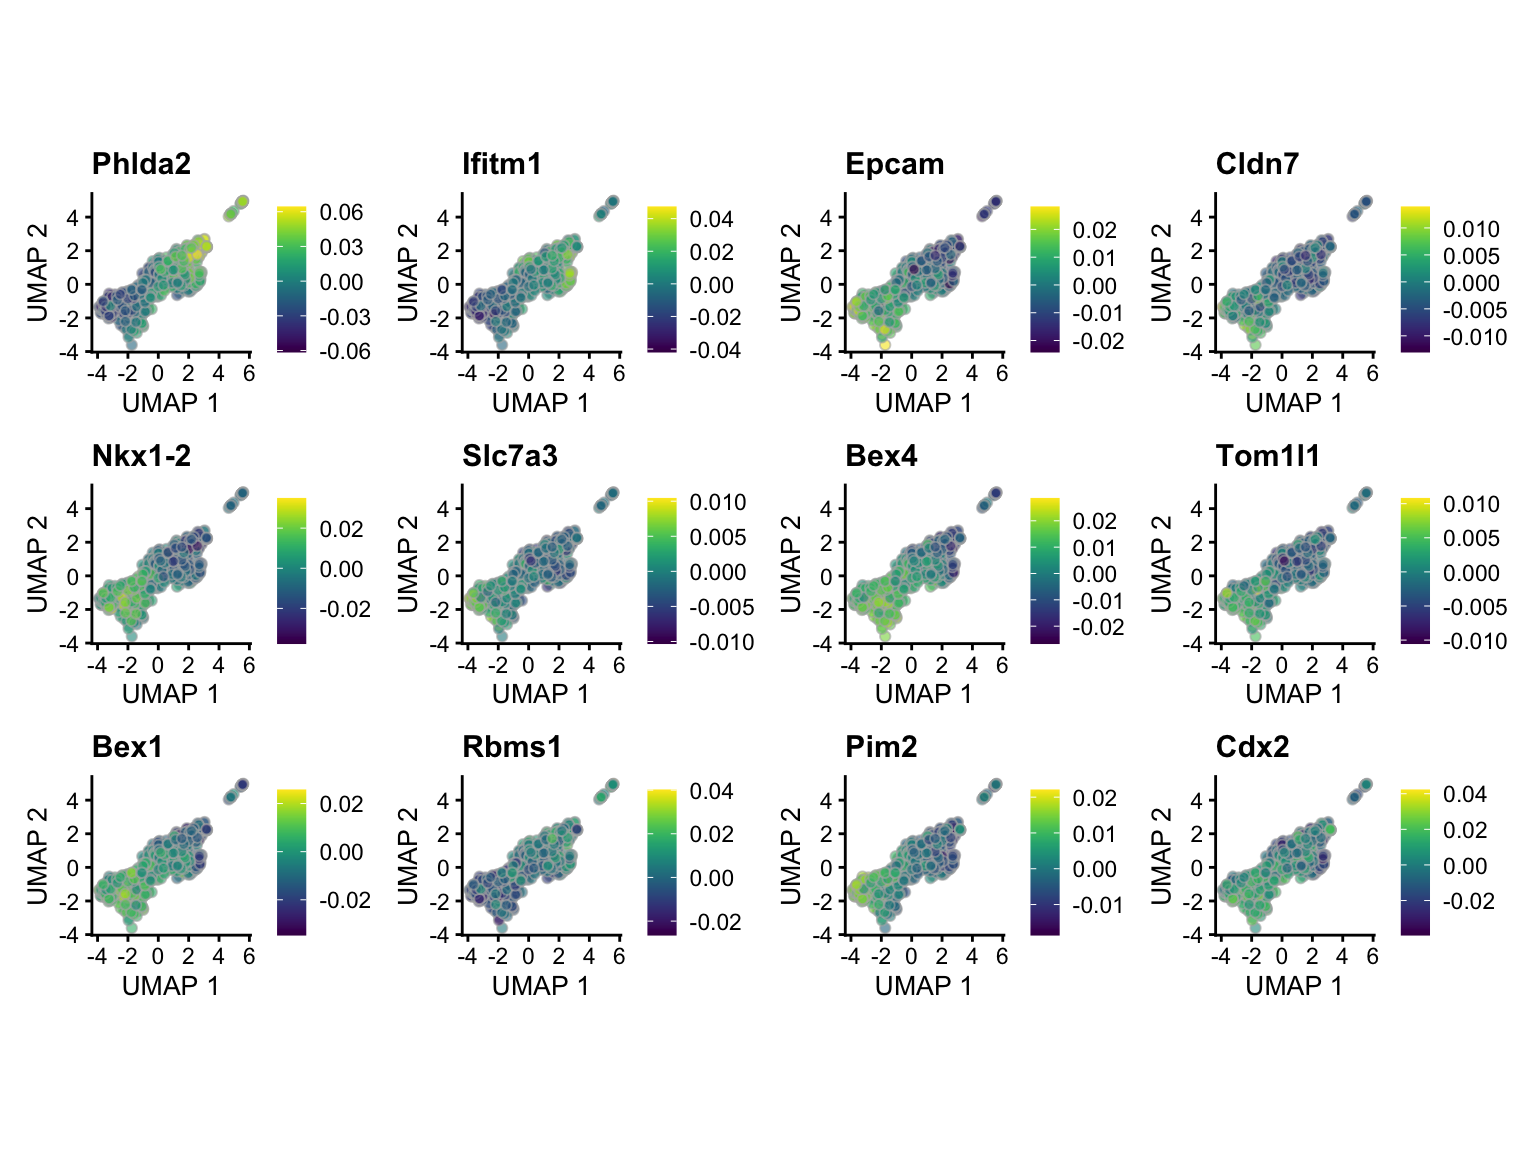 Phlda2 Ifitm1 Epcam Cldn7
UMAP 2 4 2 0 -2 -4 0.06 0.03 0.00 -0.03 -0.06
UMAP 2 4 2 0 -2 -4 0.04 0.02 0.00 -0.02 -0.04
UMAP 2 4 2 0 -2 -4 0.02 0.01 0.00 -0.01 -0.02
UMAP 2 4 2 0 -2 -4 0.010 0.005 0.000 -0.005 -0.010
-4 -2 0 2 4 6 -4 -2 0 2 4 6 -4 -2 0 2 4 6 -4 -2 0 2 4 6
UMAP 1 UMAP 1 UMAP 1 UMAP 1
Nkx1-2 Slc7a3 Bex4 Tom1l1
UMAP 2 4 2 0 -2 -4 0.02 0.00 -0.02
UMAP 2 4 2 0 -2 -4 0.010 0.005 0.000 -0.005 -0.010
UMAP 2 4 2 0 -2 -4 0.02 0.01 0.00 -0.01 -0.02
UMAP 2 4 2 0 -2 -4 0.010 0.005 0.000 -0.005 -0.010
-4 -2 0 2 4 6 -4 -2 0 2 4 6 -4 -2 0 2 4 6 -4 -2 0 2 4 6
UMAP 1 UMAP 1 UMAP 1 UMAP 1
Bex1 Rbms1 Pim2 Cdx2
UMAP 2 4 2 0 -2 -4 0.02 0.00 -0.02
UMAP 2 4 2 0 -2 -4 0.04 0.02 0.00 -0.02
UMAP 2 4 2 0 -2 -4 0.02 0.01 0.00 -0.01
UMAP 2 4 2 0 -2 -4 0.04 0.02 0.00 -0.02
-4 -2 0 2 4 6 -4 -2 0 2 4 6 -4 -2 0 2 4 6 -4 -2 0 2 4 6
UMAP 1 UMAP 1 UMAP 1 UMAP 1